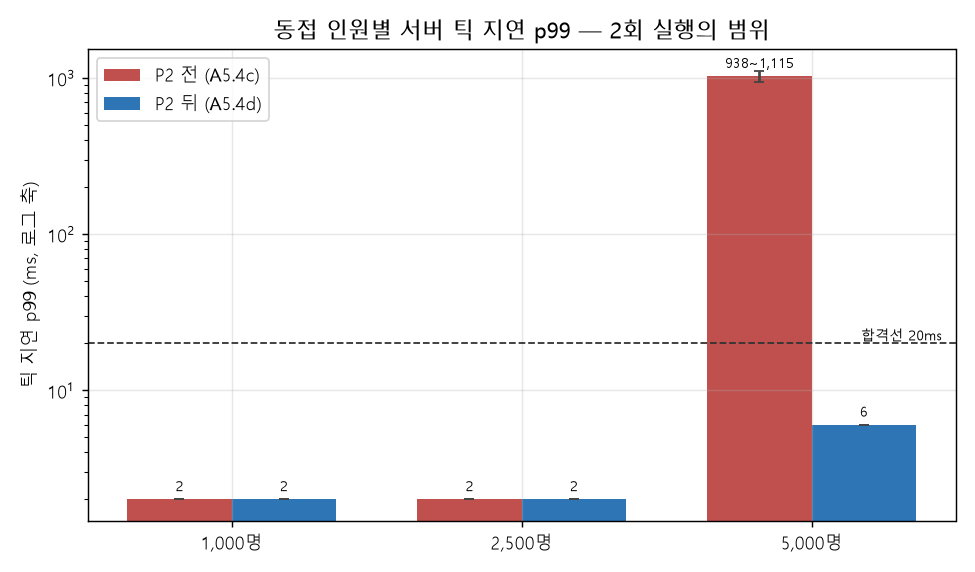 동접 인원별 서버 틱 지연 p99 — 2회 실행의 범위
P2 전 (A5.4c)
P2 뒤 (A5.4d)
틱 지연 p99 (ms, 로그 축)
10³
10²
10¹
938~1,115
합격선 20ms
6
2
2
2
2
1,000명
2,500명
5,000명